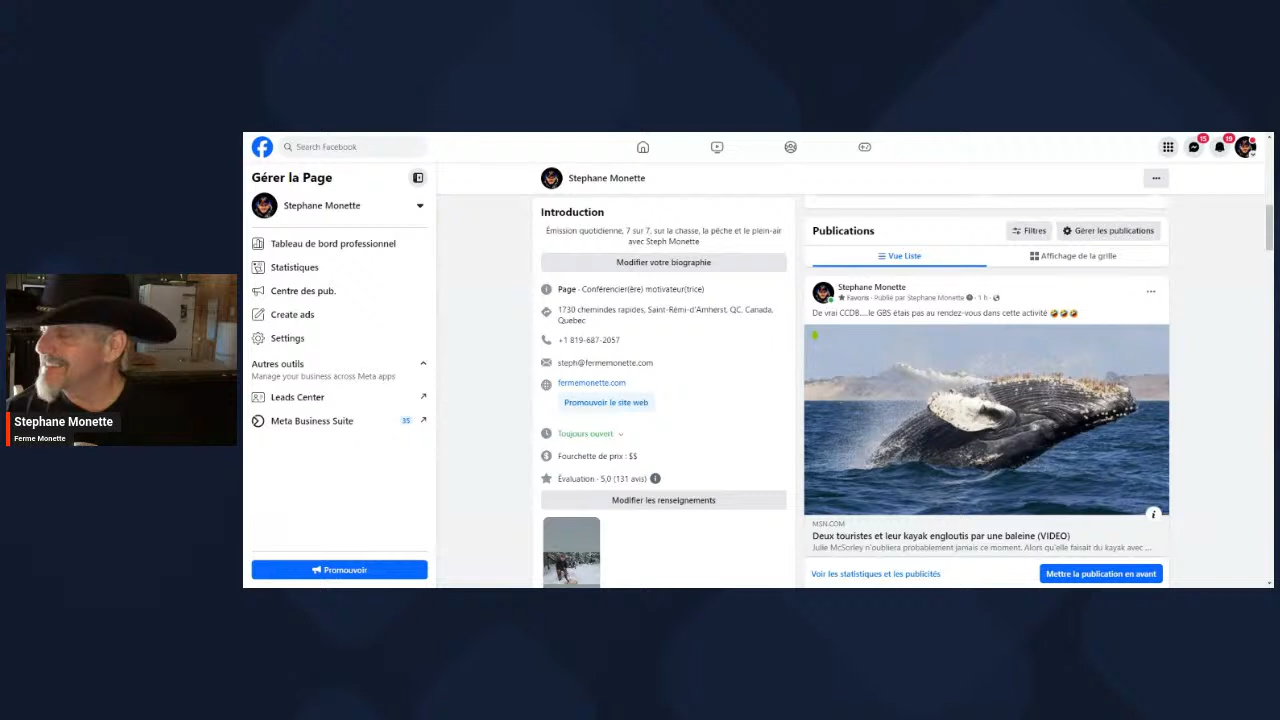 Search Facebook
15
19
Gérer la Page
Stephane Monette
Tableau de bord professionnel
Statistiques
Centre des pub.
Create ads
Settings
Autres outils
Manage your business across Meta apps
Leads Center
Meta Business Suite
35
Promouvoir
Stephane Monette
Ferme Monette
Stephane Monette
Introduction
Émission quotidienne, 7 sur 7, sur la chasse, la pêche et le plein-air
avec Steph Monette
Modifier votre biographie
Page · Conférencier(ère) motivateur(trice)
1730 chemindes rapides, Saint-Rémi-d'Amherst, QC, Canada,
Quebec
+1 819-687-2057
steph@fermemonette.com
fermemonette.com
Promouvoir le site web
Toujours ouvert
Fourchette de prix : $$
Évaluation · 5,0 (131 avis)
Modifier les renseignements
Publications
Filtres
Gérer les publications
Vue Liste
Affichage de la grille
Stephane Monette
Favoris · Publié par Stephane Monette · 1 h ·
De vrai CCDB....le GBS étais pas au rendez-vous dans cette activité 🤣🤣🤣
MSN.COM
Deux touristes et leur kayak engloutis par une baleine (VIDEO)
Julie McSorley n'oubliera probablement jamais ce moment. Alors qu'elle faisait du kayak avec ...
Voir les statistiques et les publicités
Mettre la publication en avant